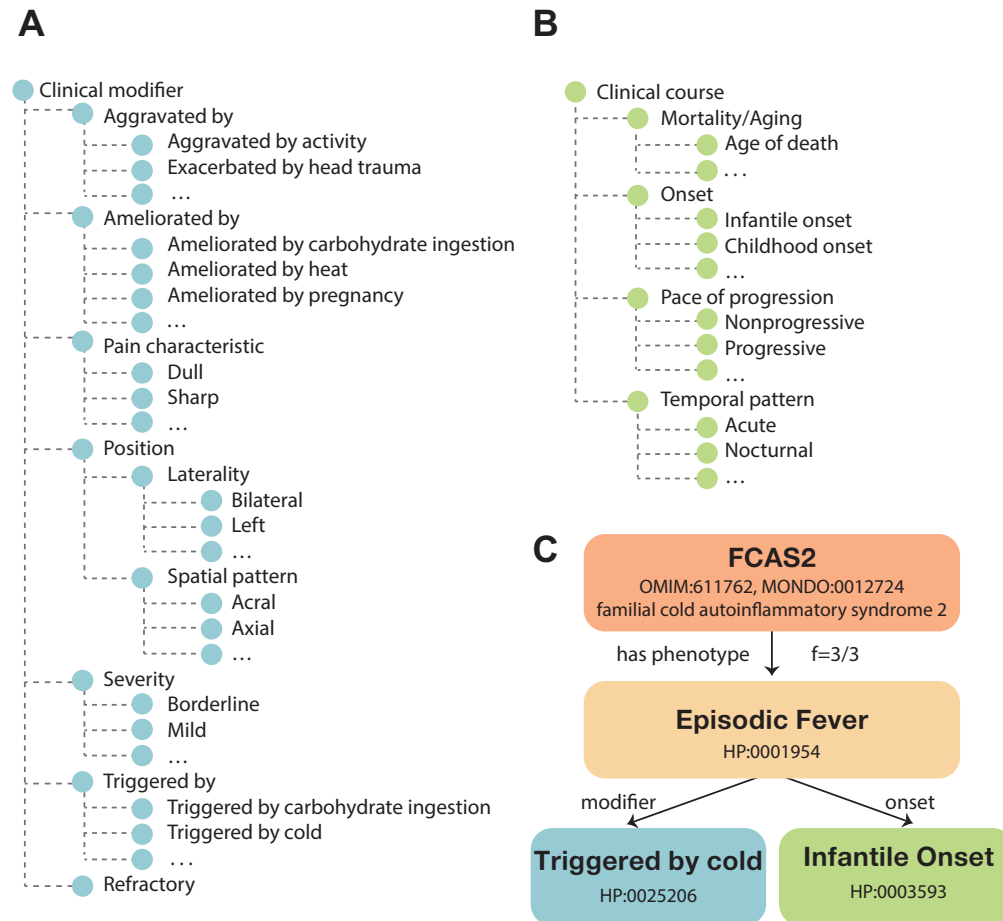 A
Clinical modifier
Aggravated by
Aggravated by activity
Exacerbated by head trauma
...
Ameliorated by
Ameliorated by carbohydrate ingestion
Ameliorated by heat
Ameliorated by pregnancy
...
Pain characteristic
Dull
Sharp
...
Position
Laterality
Bilateral
Left
...
Spatial pattern
Acral
Axial
...
Severity
Borderline
Mild
...
Triggered by
Triggered by carbohydrate ingestion
Triggered by cold
...
Refractory
B
Clinical course
Mortality/Aging
Age of death
...
Onset
Infantile onset
Childhood onset
...
Pace of progression
Nonprogressive
Progressive
...
Temporal pattern
Acute
Nocturnal
...
C
FCAS2
OMIM:611762, MONDO:0012724
familial cold autoinflammatory syndrome 2
has phenotype f=3/3
Episodic Fever
HP:0001954
modifier onset
Triggered by cold
HP:0025206
Infantile Onset
HP:0003593